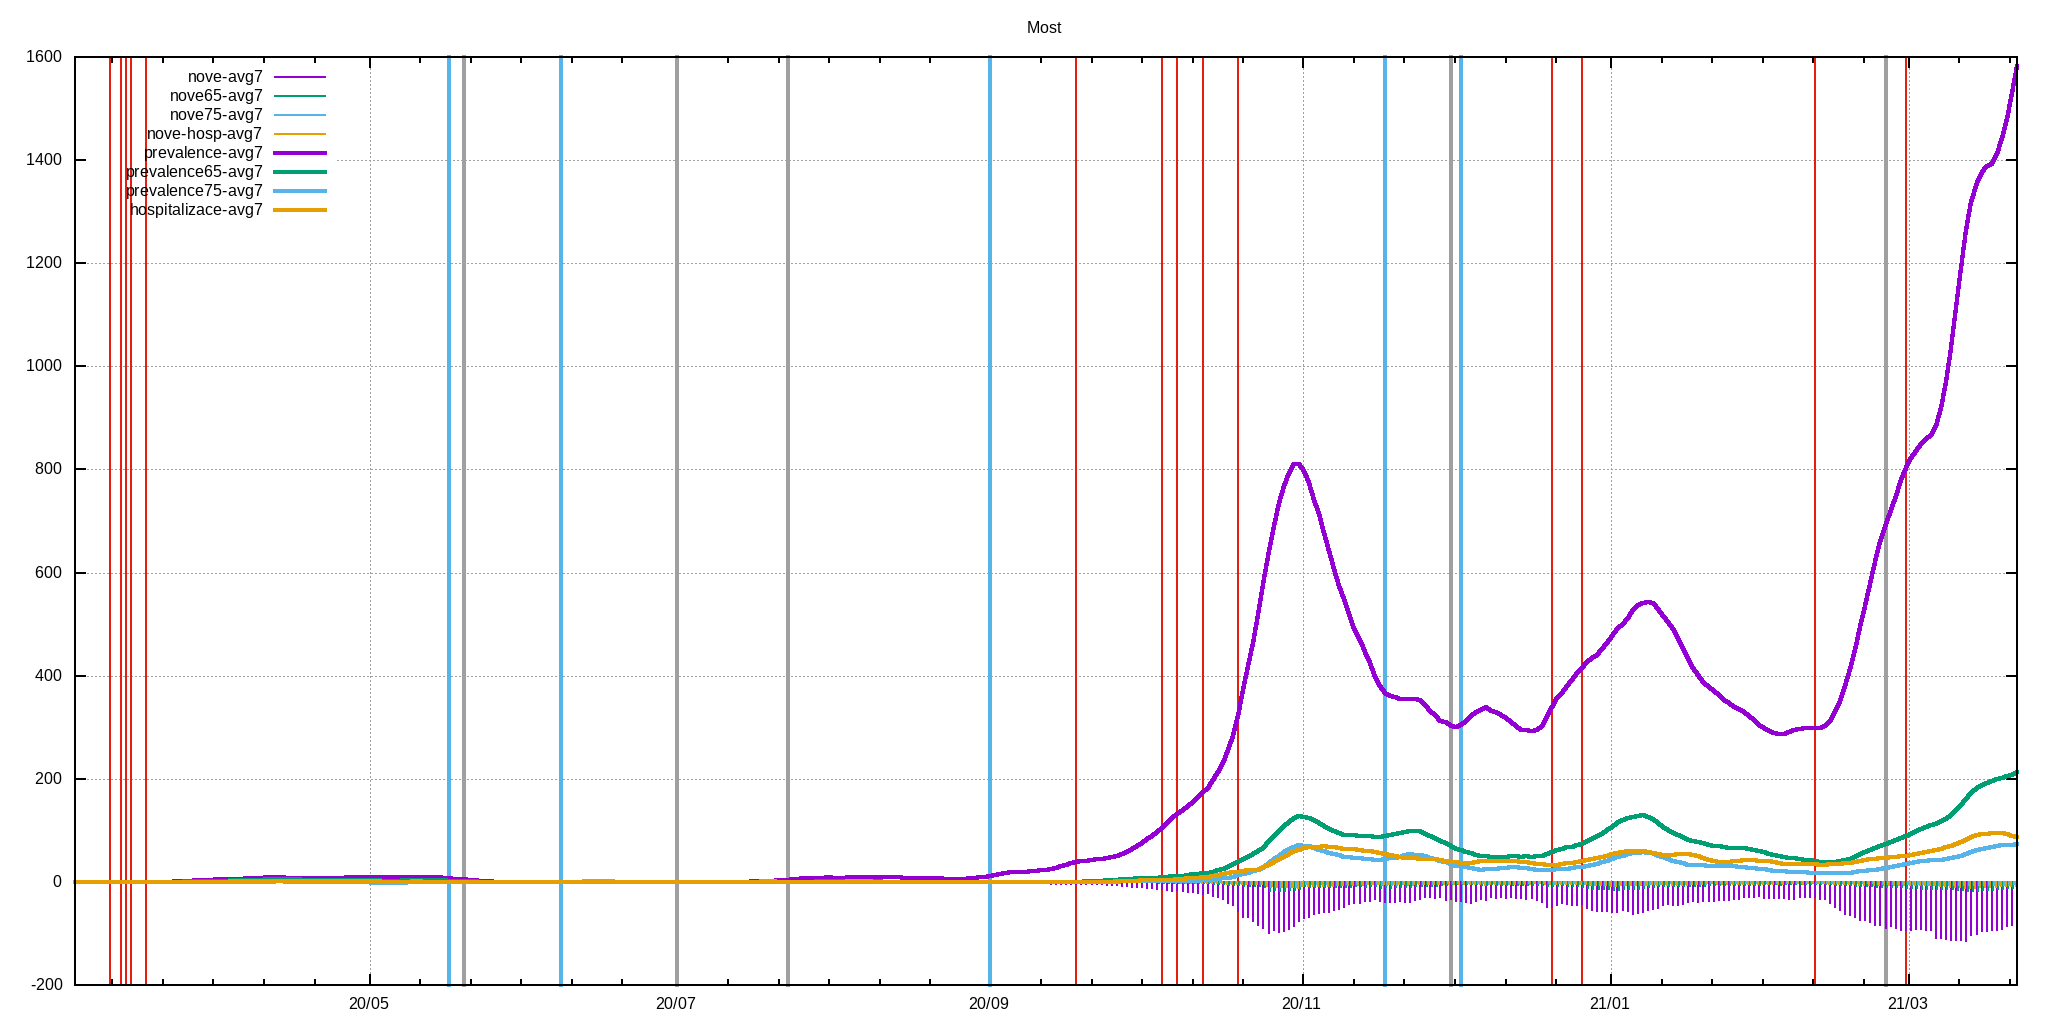 Most
1600
1400
1200
1000
800
600
400
200
0
-200
nove-avg7
nove65-avg7
nove75-avg7
nove-hosp-avg7
prevalence-avg7
prevalence65-avg7
prevalence75-avg7
hospitalizace-avg7
20/05
20/07
20/09
20/11
21/01
21/03